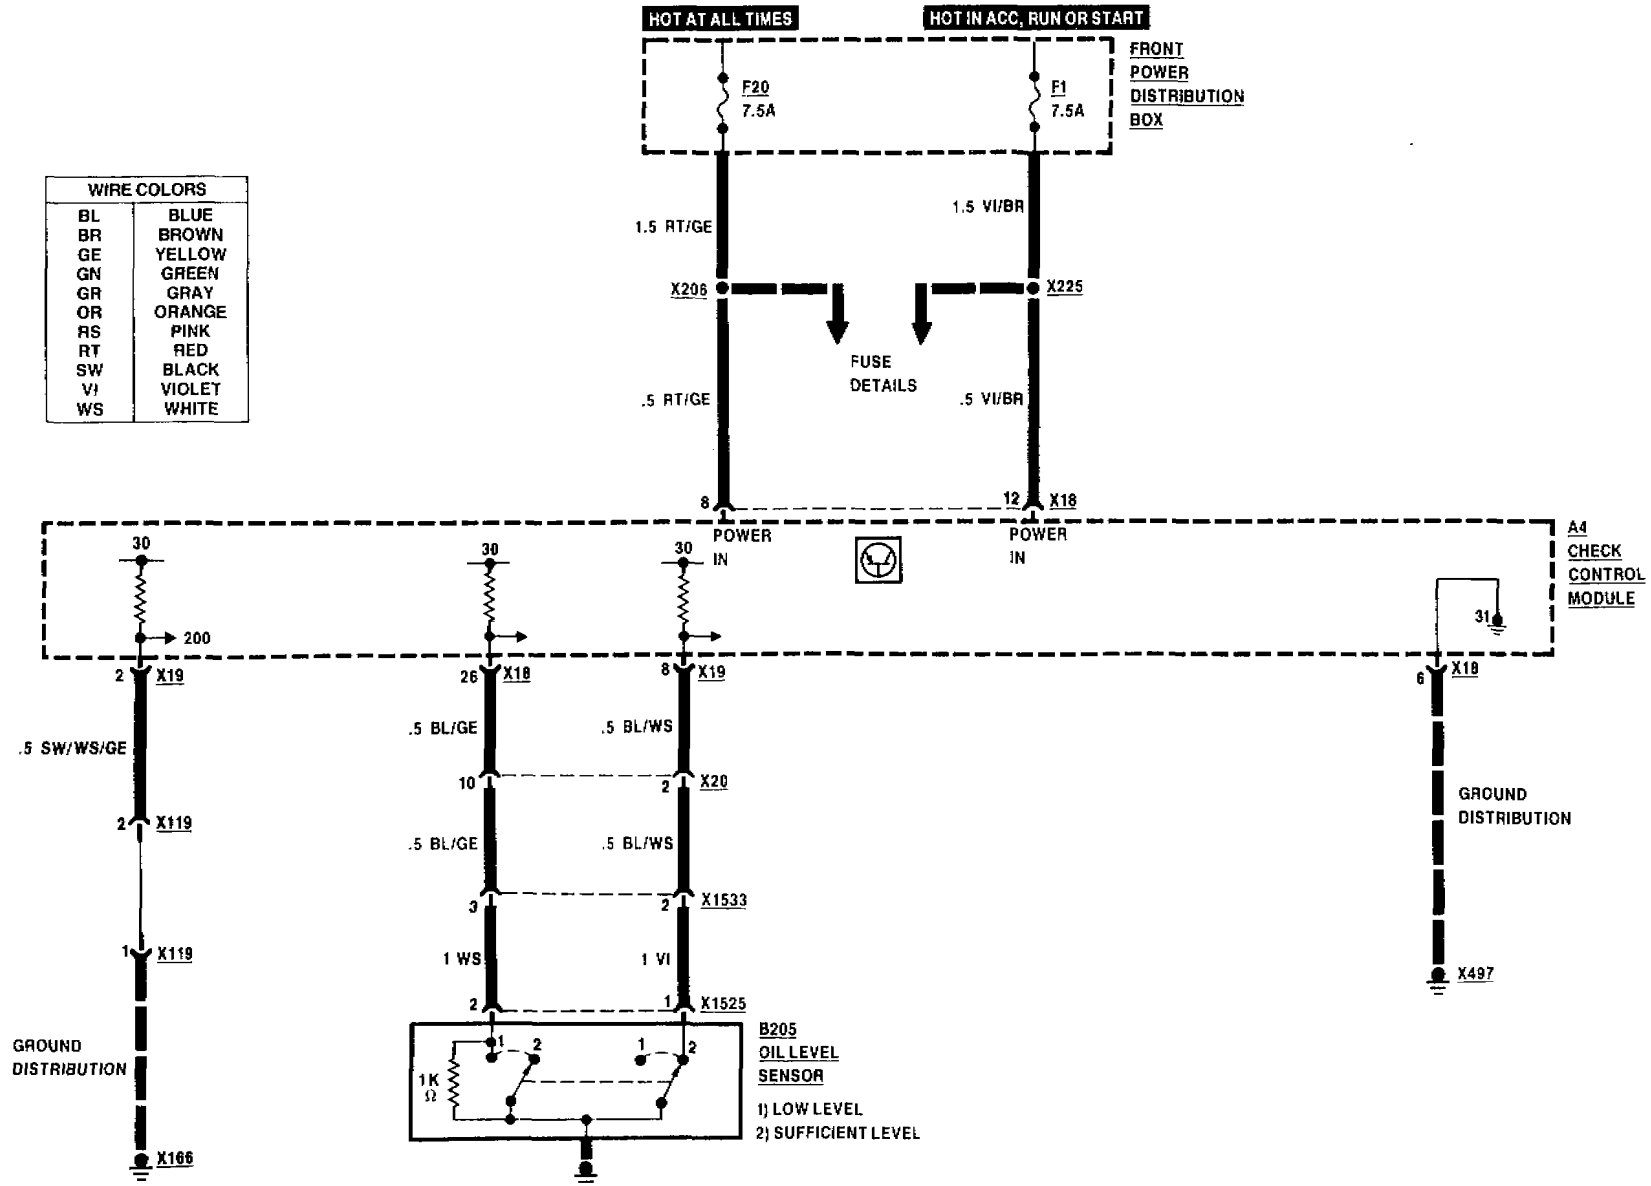 HOT AT ALL TIMES
HOT IN ACC, RUN OR START
FRONT
POWER
DISTRIBUTION
BOX
F20
7.5A
F1
7.5A
WIRE COLORS
BL BLUE
BR BROWN
GE YELLOW
GN GREEN
GR GRAY
OR ORANGE
RS PINK
RT RED
SW BLACK
VI VIOLET
WS WHITE
1.5 RT/GE
1.5 VI/BR
X206
X225
FUSE
DETAILS
.5 RT/GE
.5 VI/BR
8
12
X18
POWER
IN
POWER
IN
A4
CHECK
CONTROL
MODULE
30
30
30
31
200
2
X19
26
X18
8
X19
6
X18
.5 SW/WS/GE
.5 BL/GE
.5 BL/WS
10
2
X20
2
X119
GROUND
DISTRIBUTION
.5 BL/GE
.5 BL/WS
3
2
X1533
1
X119
1 WS
1 VI
X497
2
1
X1525
GROUND
DISTRIBUTION
1
2
1
2
1K
Ω
B205
OIL LEVEL
SENSOR
1) LOW LEVEL
2) SUFFICIENT LEVEL
X166